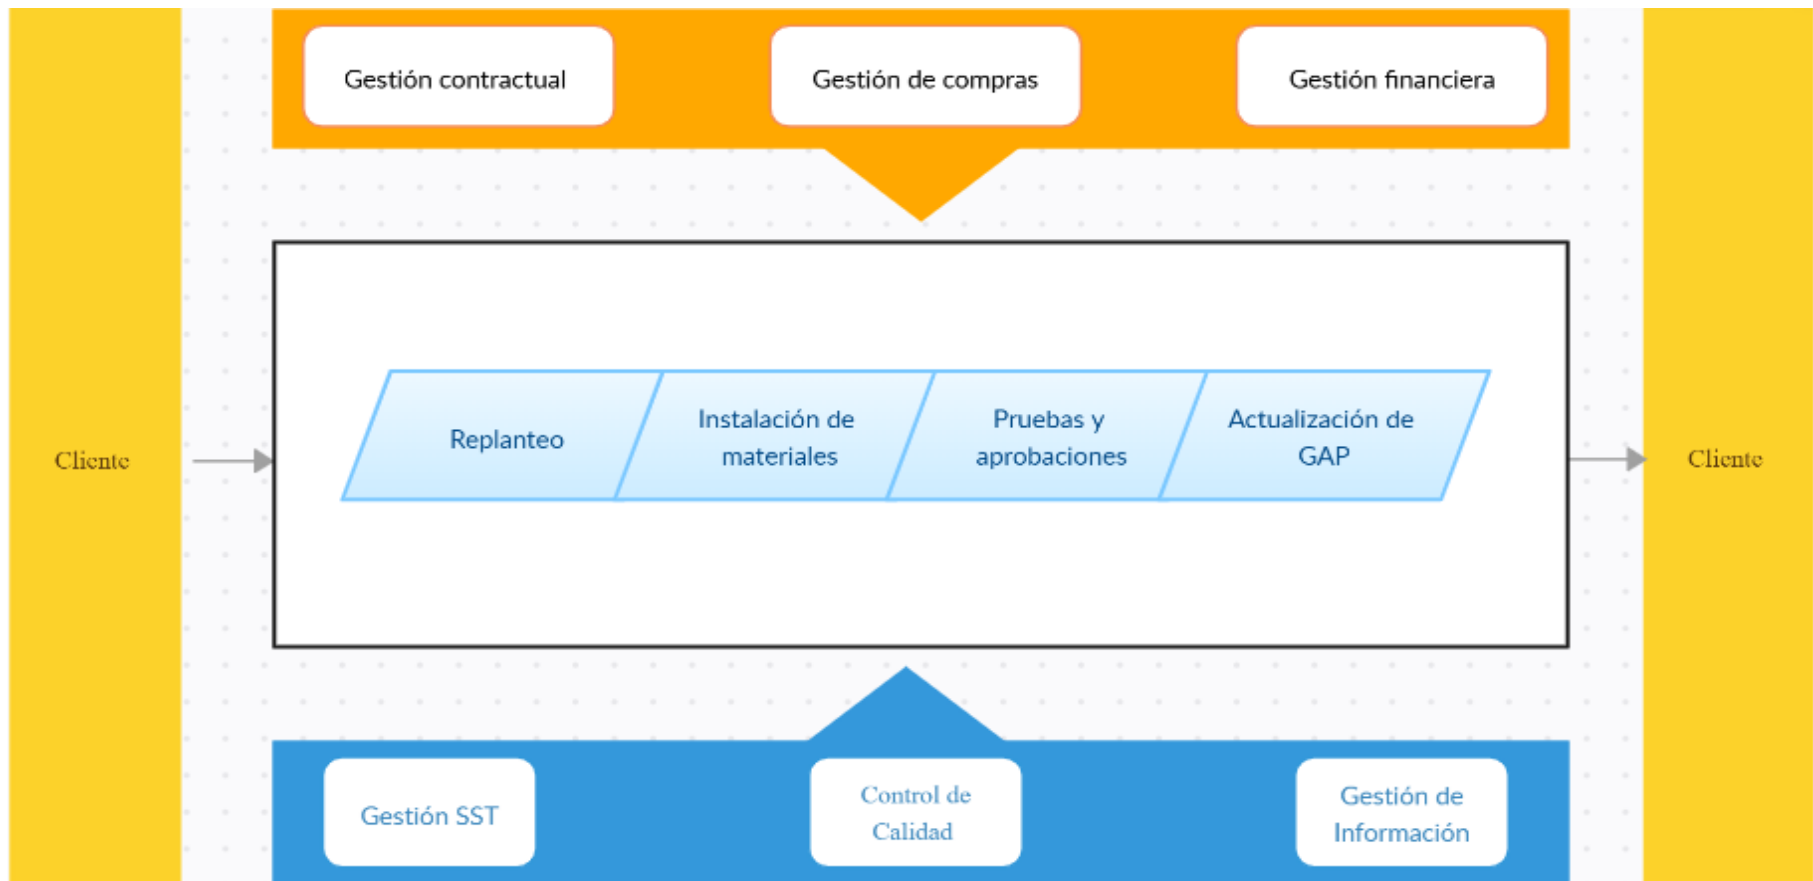 Gestión contractual
Gestión de compras
Gestión financiera
Cliente
Replanteo
Instalación de
materiales
Pruebas y
aprobaciones
Actualización de
GAP
Cliente
Gestión SST
Control de
Calidad
Gestión de
Información